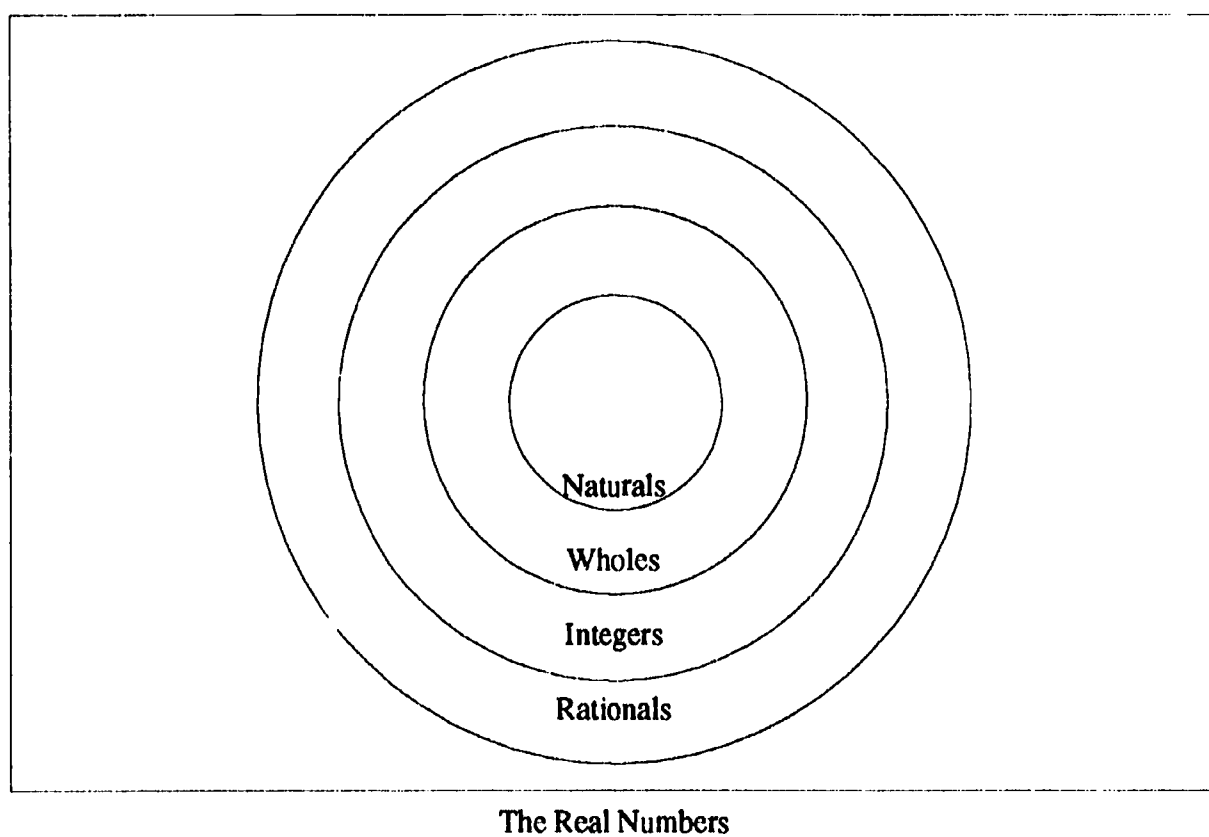 Naturals
Wholes
Integers
Rationals
The Real Numbers